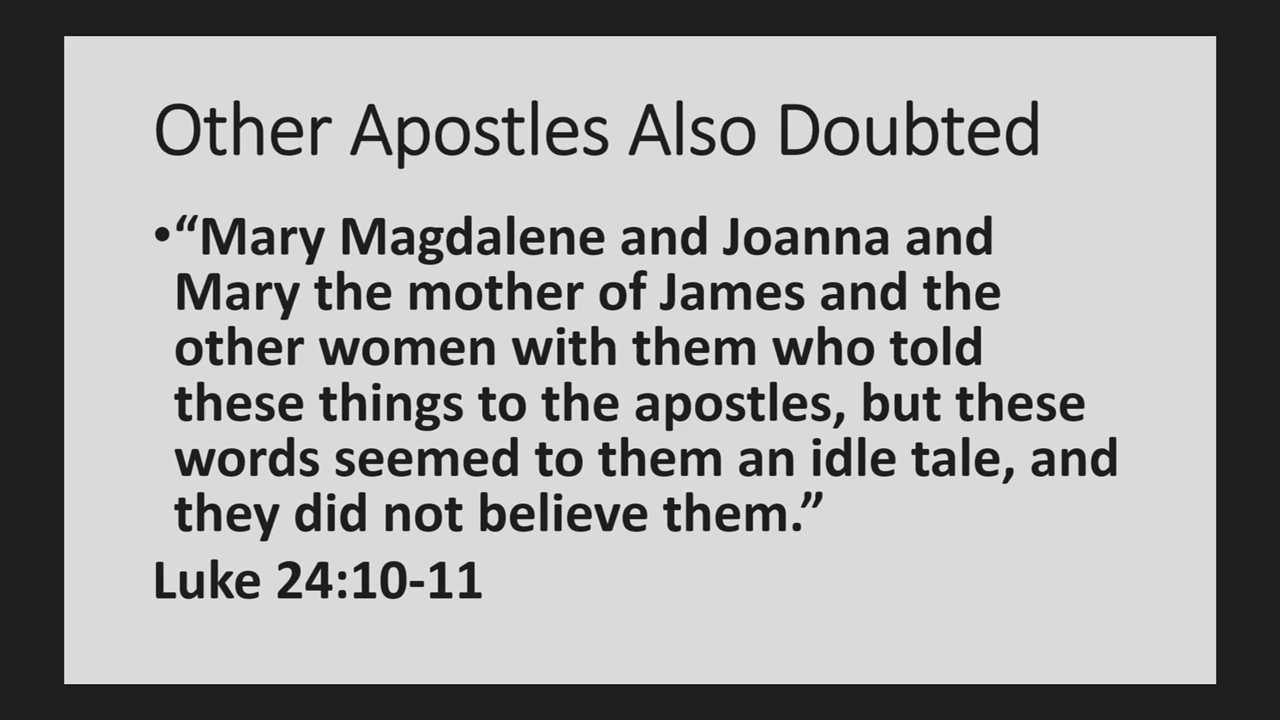 Other Apostles Also Doubted
•“Mary Magdalene and Joanna and
Mary the mother of James and the
other women with them who told
these things to the apostles, but these
words seemed to them an idle tale, and
they did not believe them.”
Luke 24:10-11